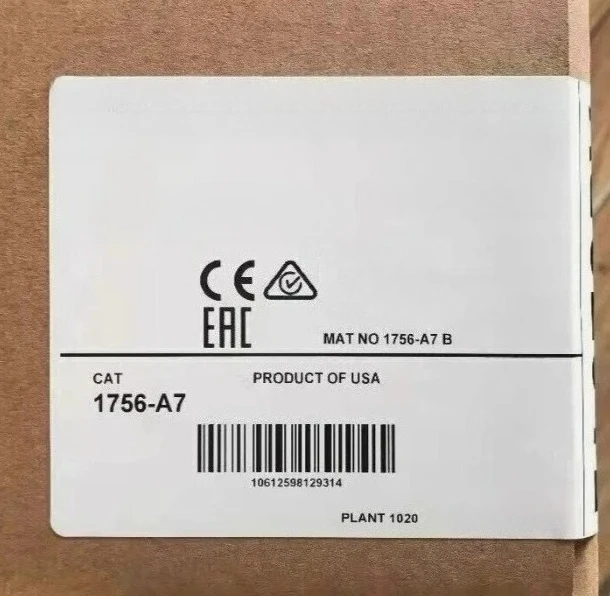 CE
EAC
MAT NO 1756-A7 B
CAT
PRODUCT OF USA
1756-A7
10612598129314
PLANT 1020